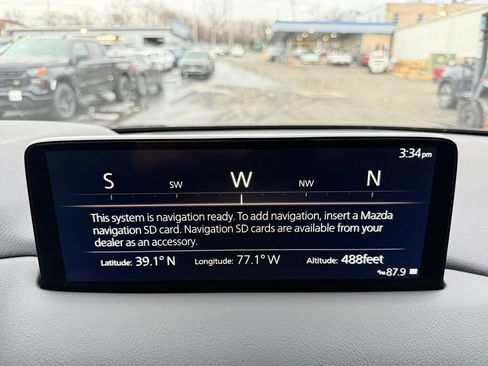 3:34pm
S SW W NW N
This system is navigation ready. To add navigation, insert a Mazda
navigation SD card. Navigation SD cards are available from your
dealer as an accessory.
Latitude: 39.1° N Longitude: 77.1° W Altitude: 488feet
87.9